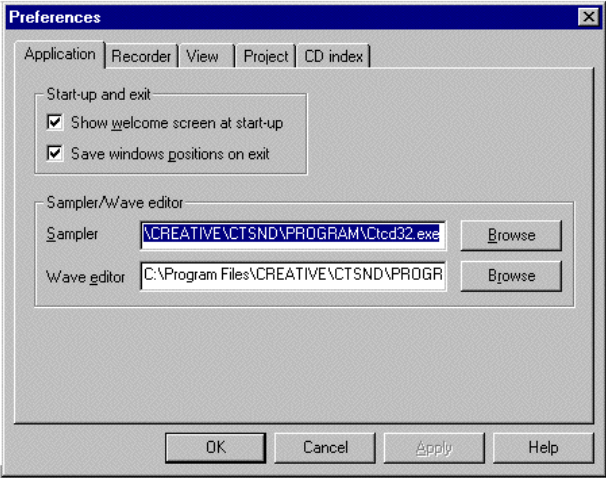 Preferences
Application Recorder View Project CD index
Start-up and exit
Show welcome screen at start-up
Save windows positions on exit
Sampler/Wave editor
Sampler \CREATIVE\CTSND\PROGRAM\Ctcd32.exe Browse
Wave editor C:\Program Files\CREATIVE\CTSND\PROGR Browse
OK Cancel Apply Help